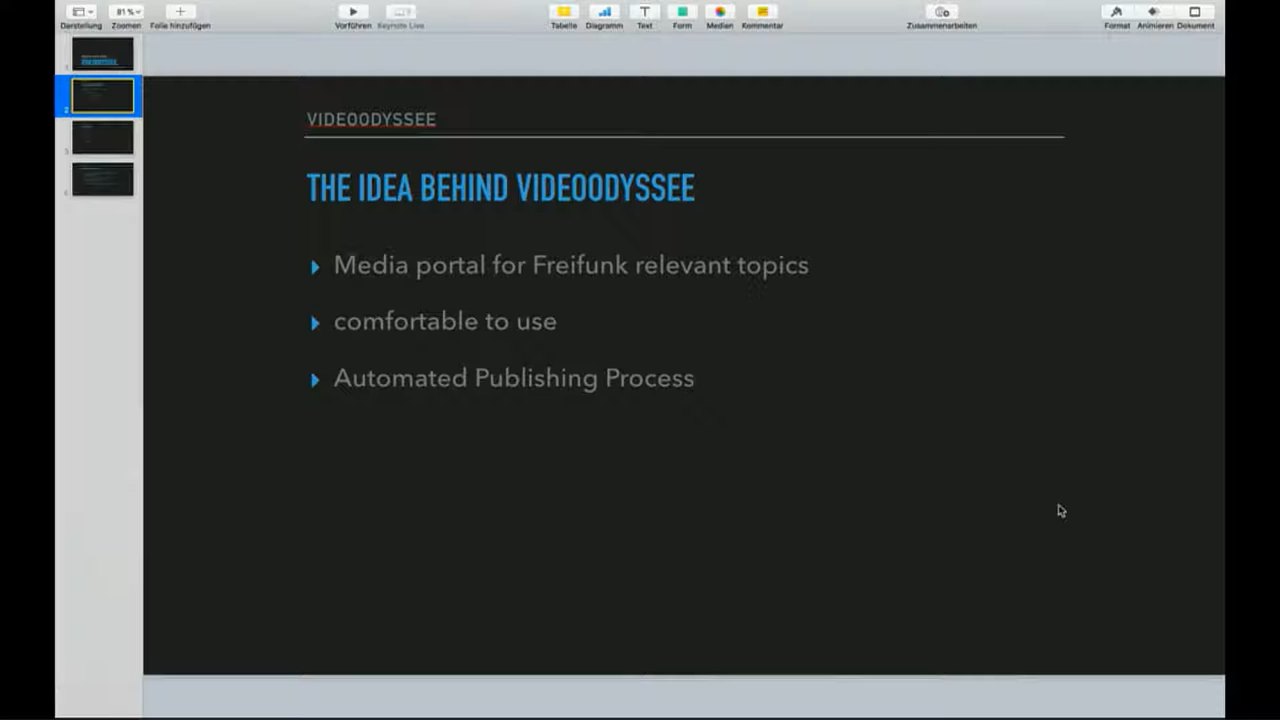 81 %
Darstellung Zoomen Folie hinzufügen Vorführen Keynote Live Tabelle Diagramm Text Form Medien Kommentar Zusammenarbeiten Format Animieren Dokument
VIDEOODYSSEE
THE IDEA BEHIND VIDEOODYSSEE
Media portal for Freifunk relevant topics
comfortable to use
Automated Publishing Process